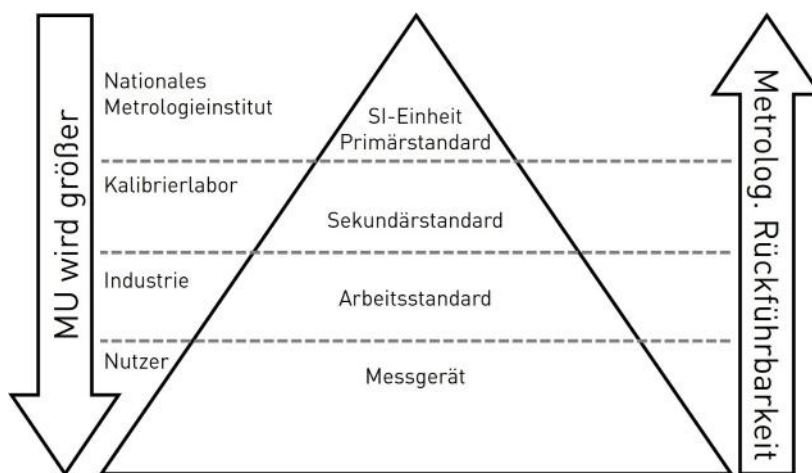 MU wird größer
Nationales
Metrologieinstitut
SI-Einheit
Primärstandard
Kalibrierlabor
Sekundärstandard
Industrie
Arbeitsstandard
Nutzer
Messgerät
Metrolog. Rückführbarkeit